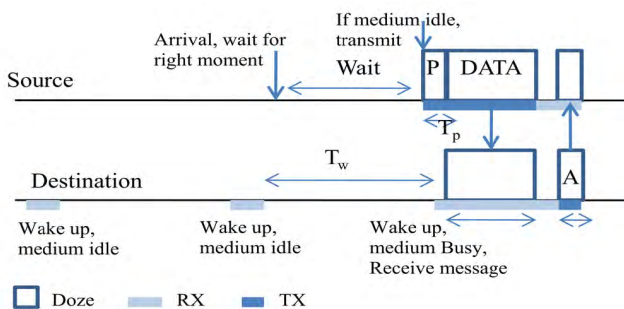 If medium idle,
transmit
Arrival, wait for
right moment
Wait
P
DATA
Source
Tp
Tw
Destination
A
Wake up,
medium idle
Wake up,
medium idle
Wake up,
medium Busy,
Receive message
Doze
RX
TX